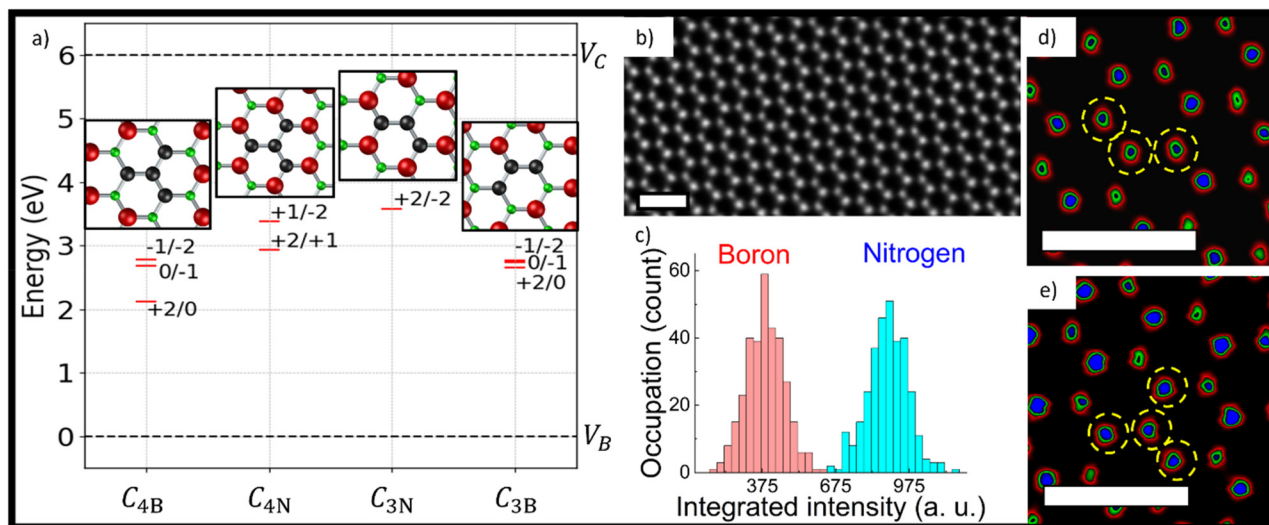 a)
6
5
4
3
2
1
0
Energy (eV)
V_C
V_B
-1/-2
0/-1
+2/0
+1/-2
+2/+1
+2/-2
-1/-2
0/-1
+2/0
C_4B
C_4N
C_3N
C_3B
b)
c)
Boron
Nitrogen
60
40
20
0
Occupation (count)
375
675
975
Integrated intensity (a. u.)
d)
e)